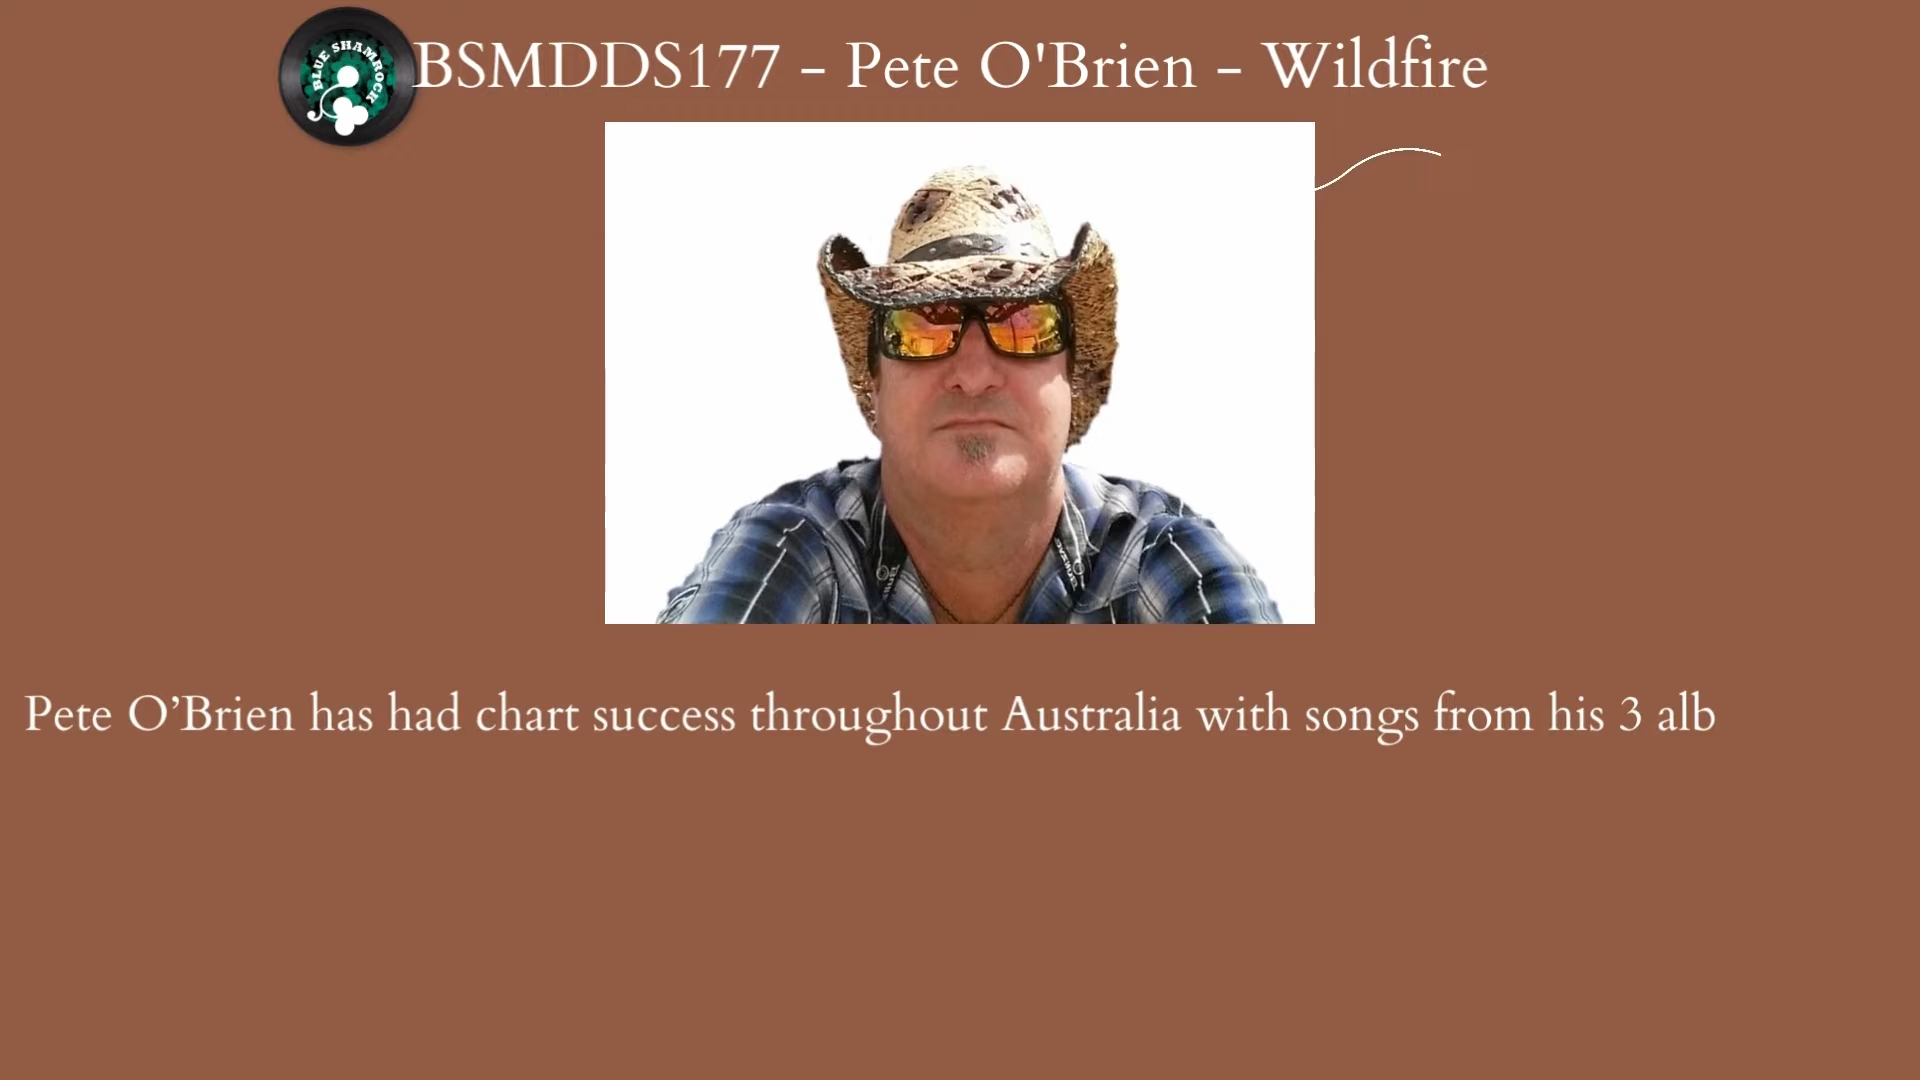 BLUE SHAMROCK
BSMDDS177 - Pete O'Brien - Wildfire
Pete O’Brien has had chart success throughout Australia with songs from his 3 alb